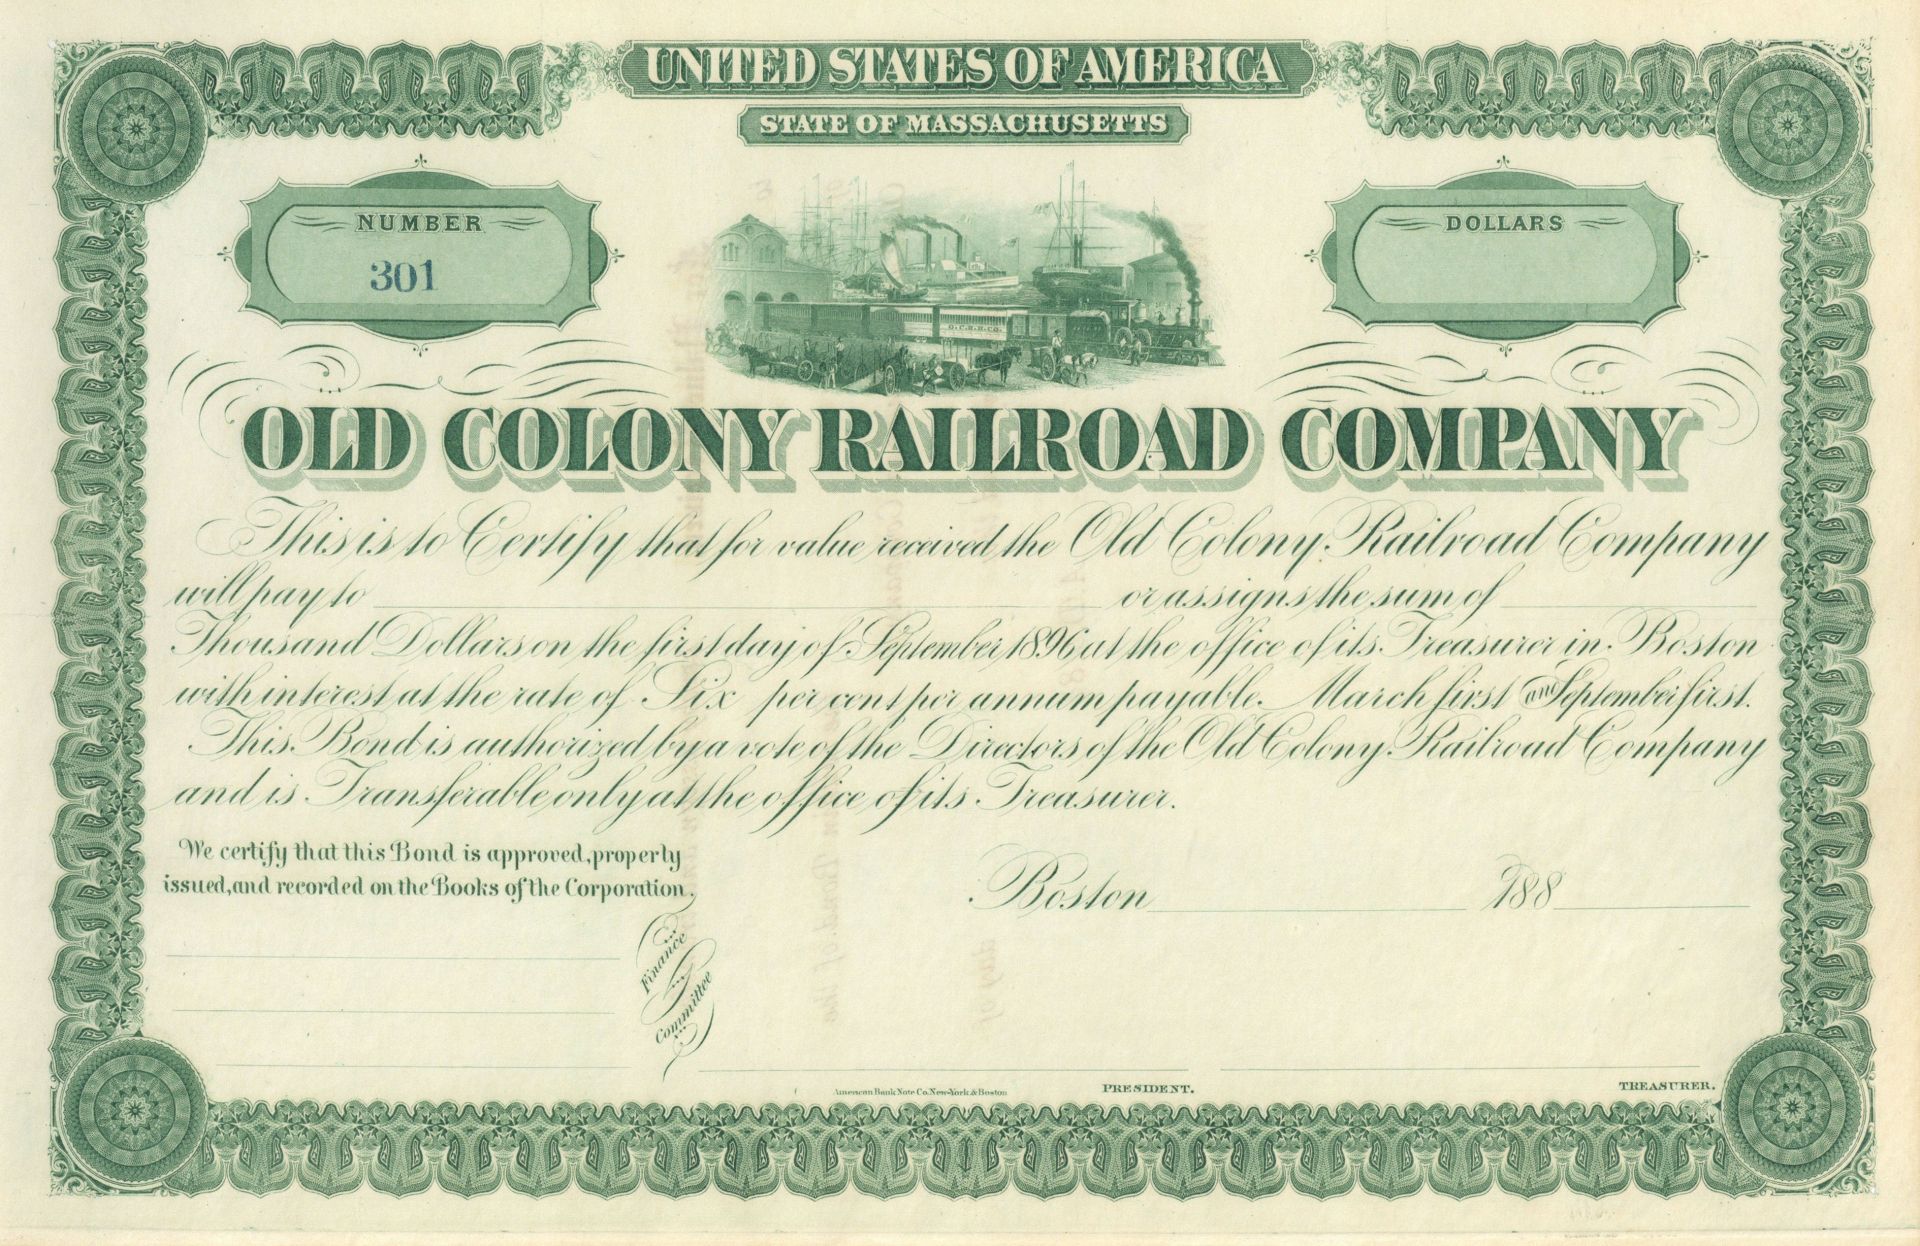 UNITED STATES OF AMERICA
STATE OF MASSACHUSETTS
NUMBER
301
DOLLARS
O.C.R.R.CO.
OLD COLONY RAILROAD COMPANY
This is to Certify that for value received the Old Colony Railroad Company
will pay to or assigns the sum of
Thousand Dollars on the first day of September 1896 at the office of its Treasurer in Boston
with interest at the rate of Six per cent per annum payable March first and September first.
This Bond is authorized by a vote of the Directors of the Old Colony Railroad Company
and is Transferable only at the office of its Treasurer.
We certify that this Bond is approved, properly
issued, and recorded on the Books of the Corporation.
Boston 188
Finance
Committee
American Bank Note Co. New-York & Boston
PRESIDENT.
TREASURER.